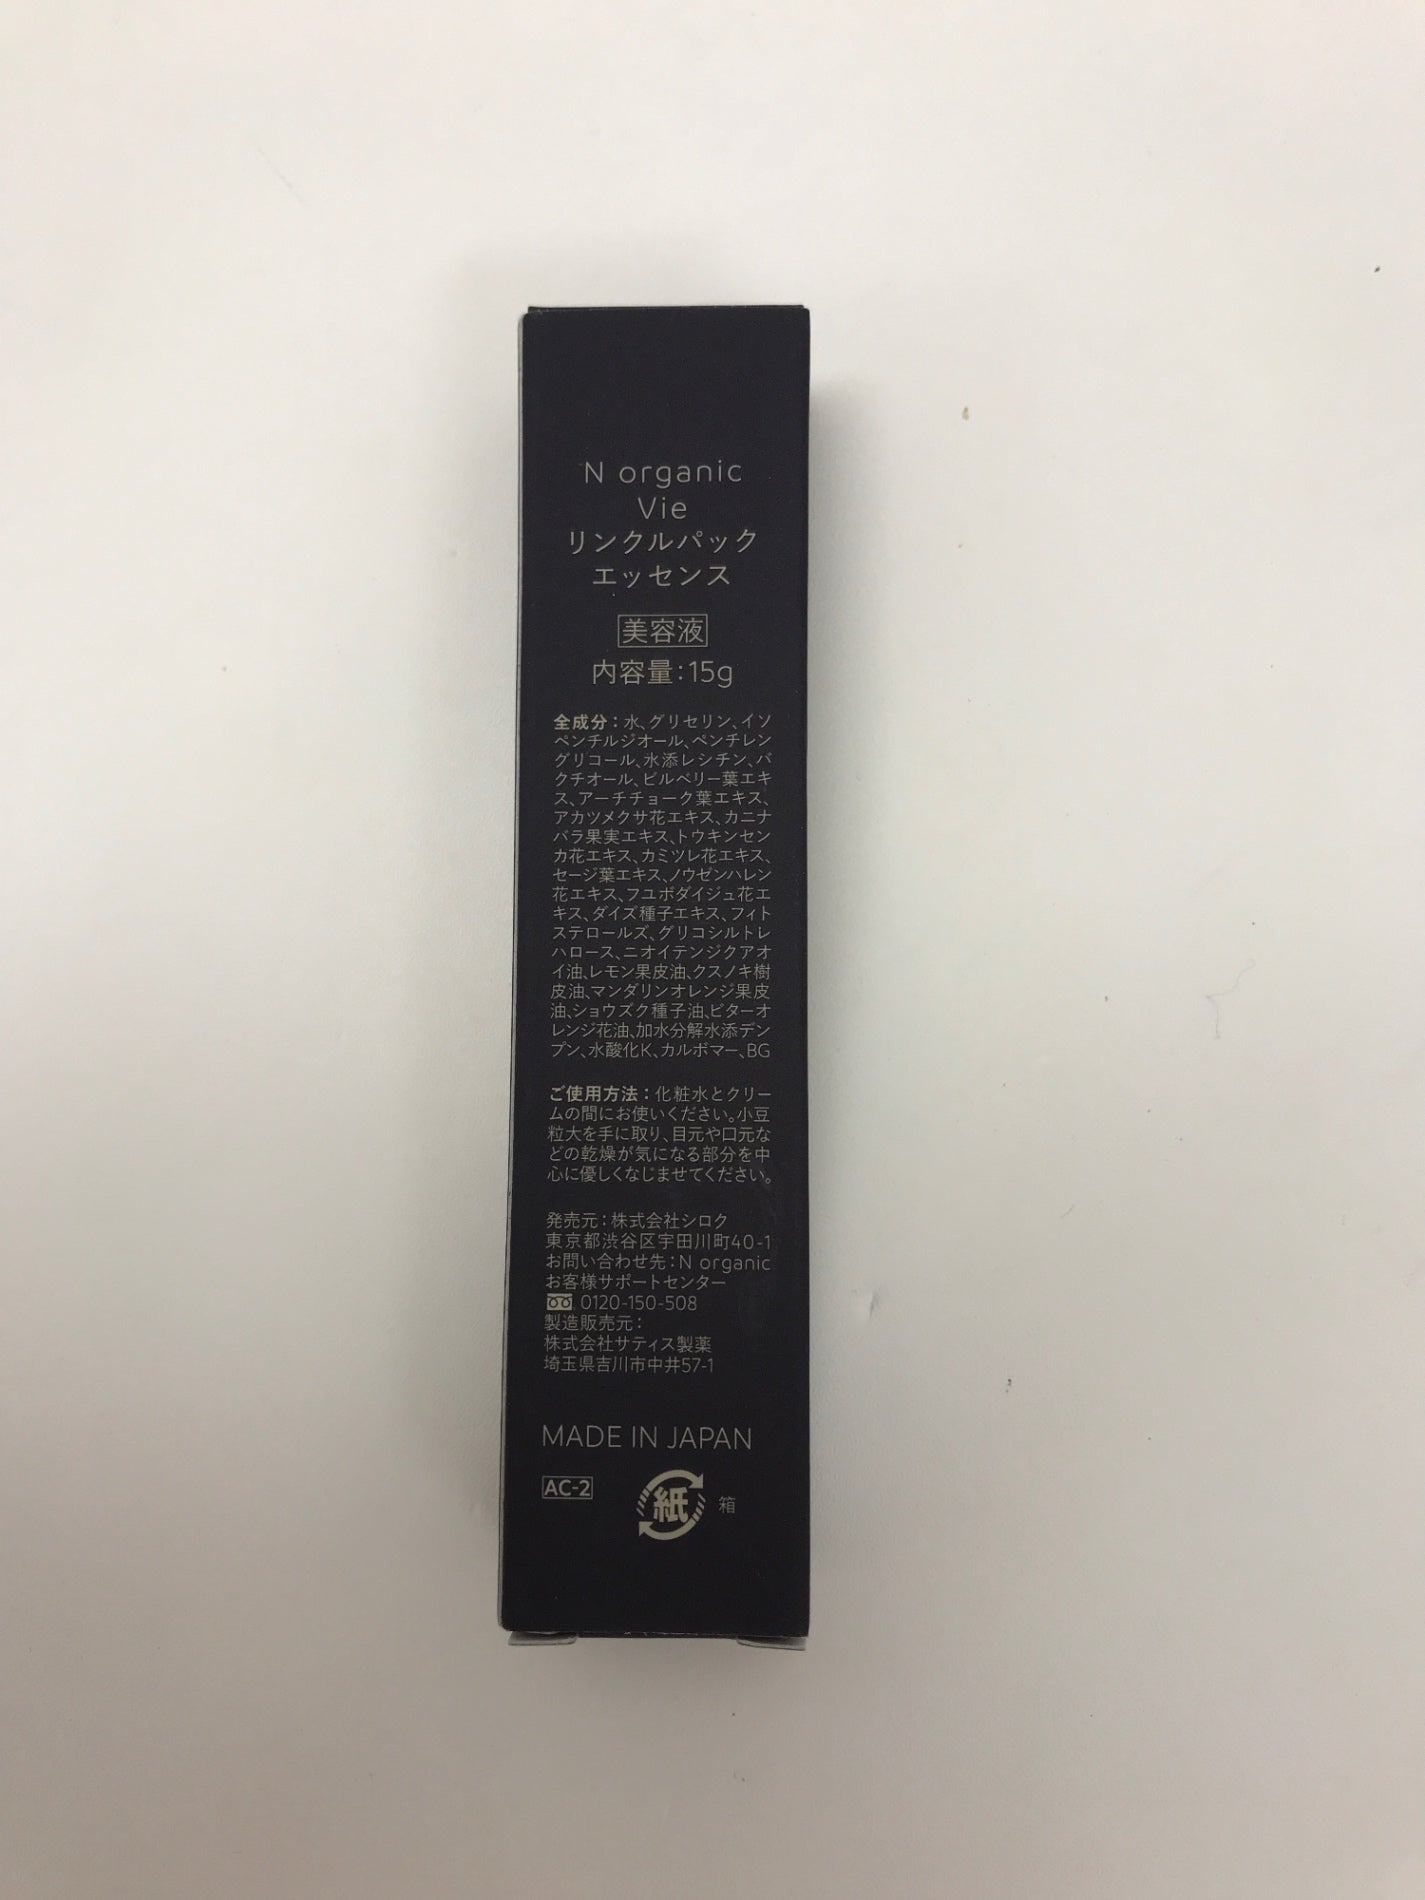 N organic
Vie
リンクルパック
エッセンス
美容液
内容量:15g
全成分:水、グリセリン、イソ
ペンチルジオール、ペンチレン
グリコール、水添レシチン、バ
クチオール、ビルベリー葉エキ
ス、アーチチョーク葉エキス、
アカツメクサ花エキス、カニナ
バラ果実エキス、トウキンセン
カ花エキス、カミツレ花エキス、
セージ葉エキス、ノウゼンハレン
花エキス、フユボダイジュ花エ
キス、ダイズ種子エキス、フィト
ステロールズ、グリコシルトレ
ハロース、ニオイテンジクアオ
イ油、レモン果皮油、クスノキ樹
皮油、マンダリンオレンジ果皮
油、ショウズク種子油、ビターオ
レンジ花油、加水分解水添デン
プン、水酸化K、カルボマー、BG
ご使用方法:化粧水とクリー
ムの間にお使いください。小豆
粒大を手に取り、目元や口元な
どの乾燥が気になる部分を中
心に優しくなじませてください。
発売元:株式会社シロク
東京都渋谷区宇田川町40-1
お問い合わせ先:N organic
お客様サポートセンター
0120-150-508
製造販売元:
株式会社サティス製薬
埼玉県吉川市中井57-1
MADE IN JAPAN
AC-2 紙 箱